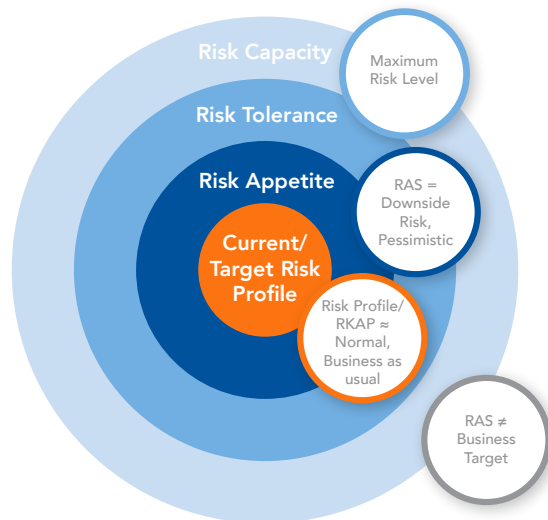 Risk Capacity
Maximum
Risk Level
Risk Tolerance
Risk Appetite
RAS =
Downside
Risk,
Pessimistic
Current/
Target Risk
Profile
Risk Profile/
RKAP ≈
Normal,
Business as
usual
RAS ≠
Business
Target